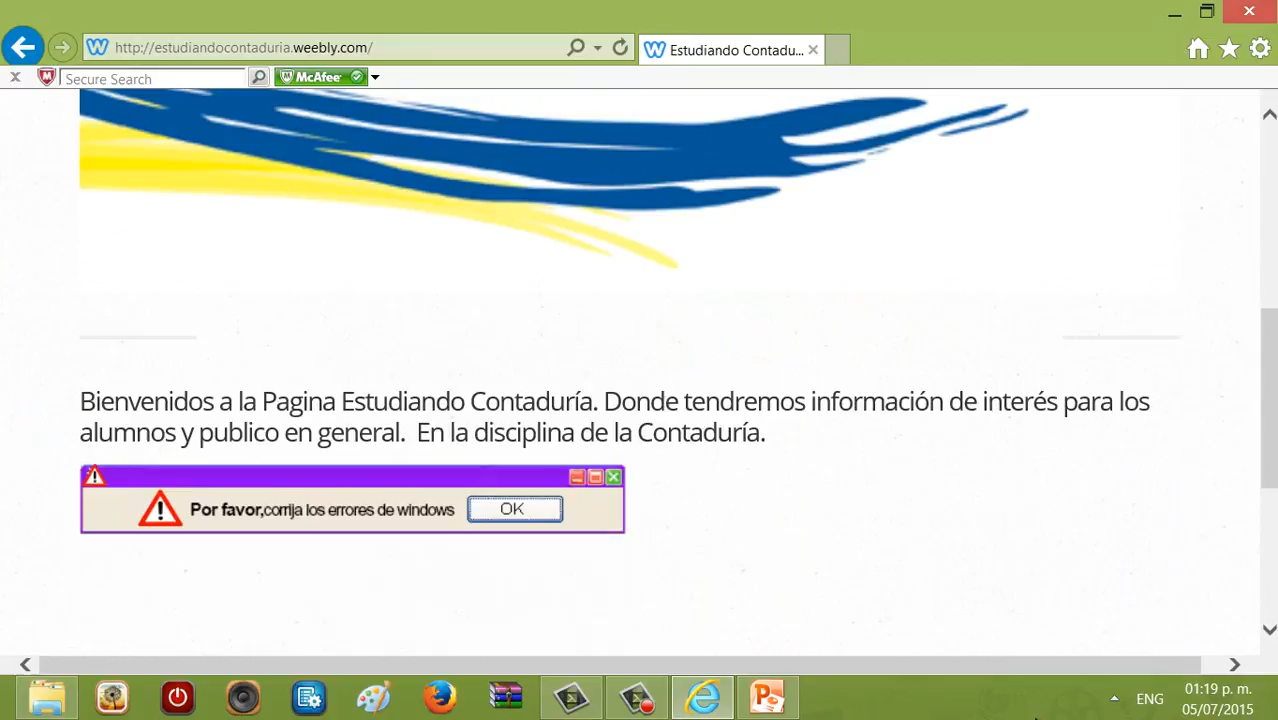 http://estudiandocontaduria.weebly.com/
Estudiando Contadu...
Secure Search
McAfee
Bienvenidos a la Pagina Estudiando Contaduría. Donde tendremos información de interés para los
alumnos y publico en general. En la disciplina de la Contaduría.
Por favor,corrija los errores de windows
OK
ENG
01:19 p. m.
05/07/2015